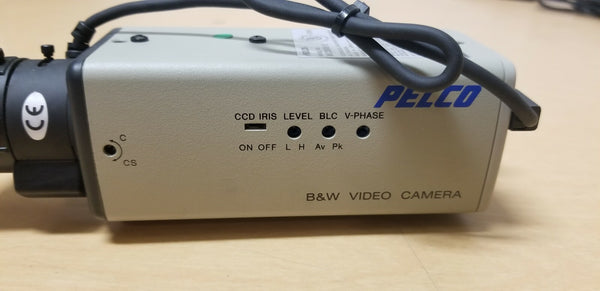 PELCO
CCD IRIS LEVEL BLC V-PHASE
ON OFF L H Av Pk
C
CS
CE
B&W VIDEO CAMERA